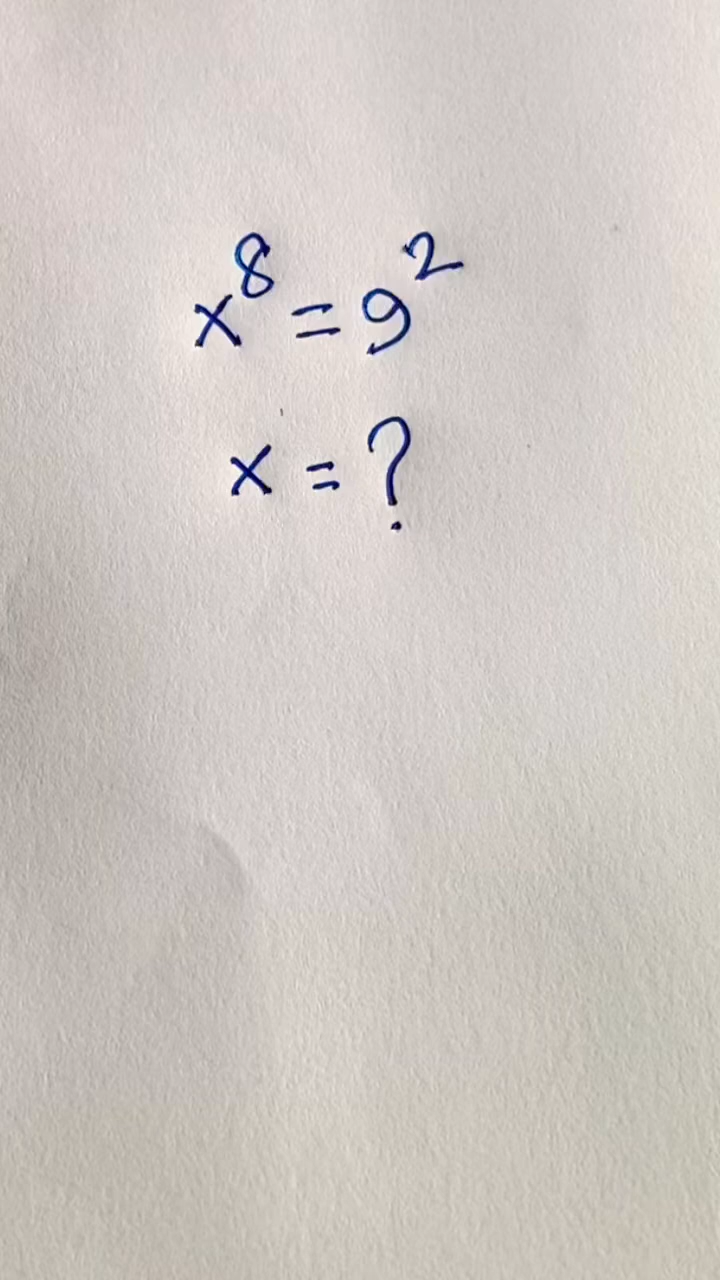 x⁸ = 9²
x = ?